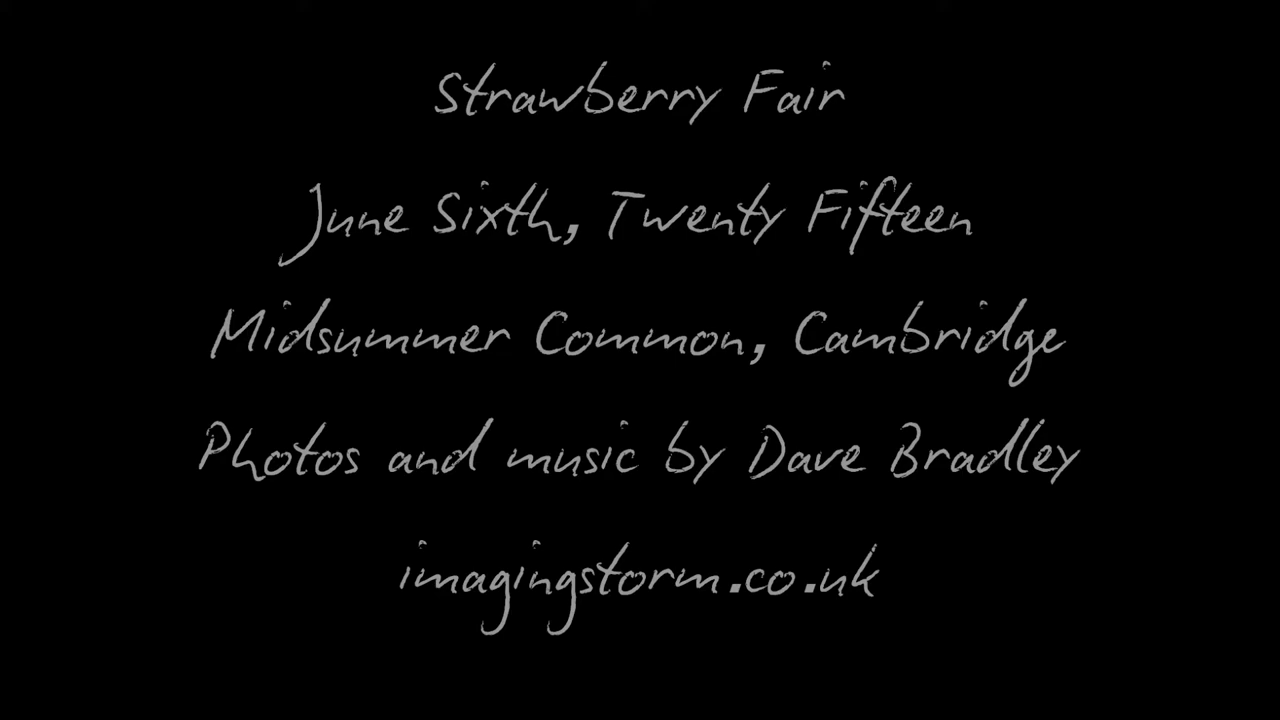 Strawberry Fair
June Sixth, Twenty Fifteen
Midsummer Common, Cambridge
Photos and music by Dave Bradley
imagingstorm.co.uk